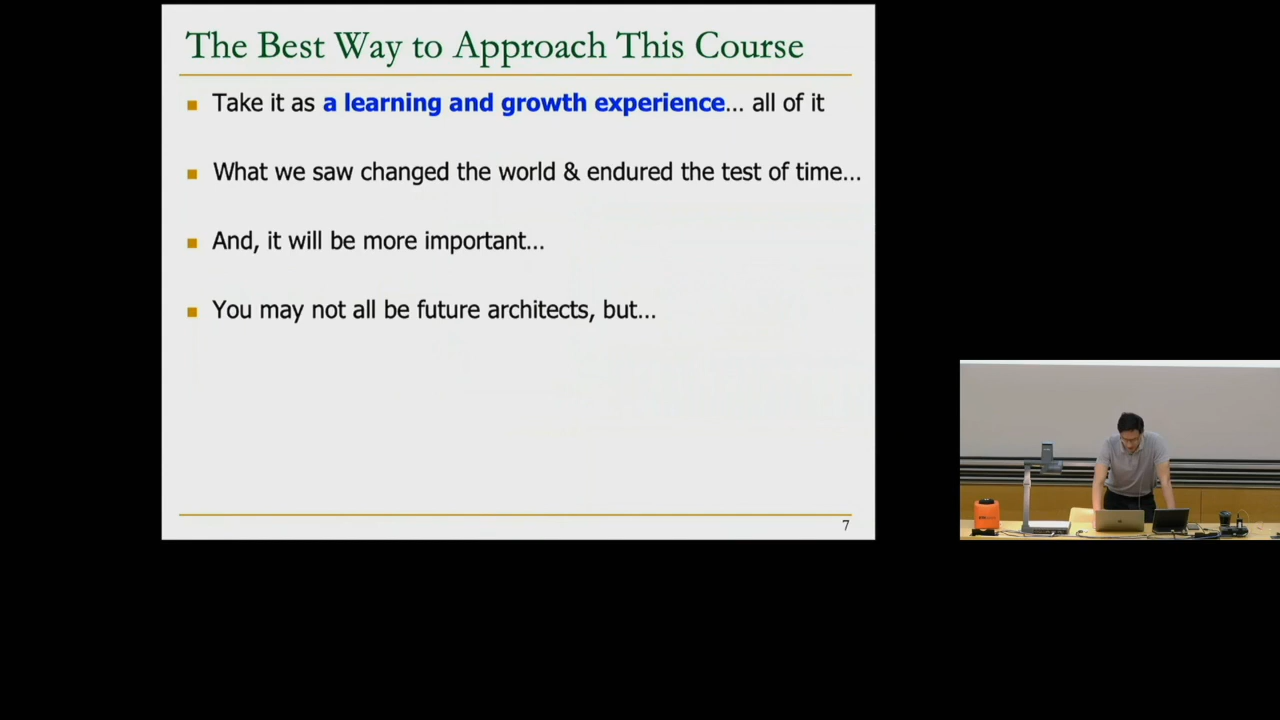 The Best Way to Approach This Course
Take it as a learning and growth experience… all of it
What we saw changed the world & endured the test of time…
And, it will be more important…
You may not all be future architects, but…
7